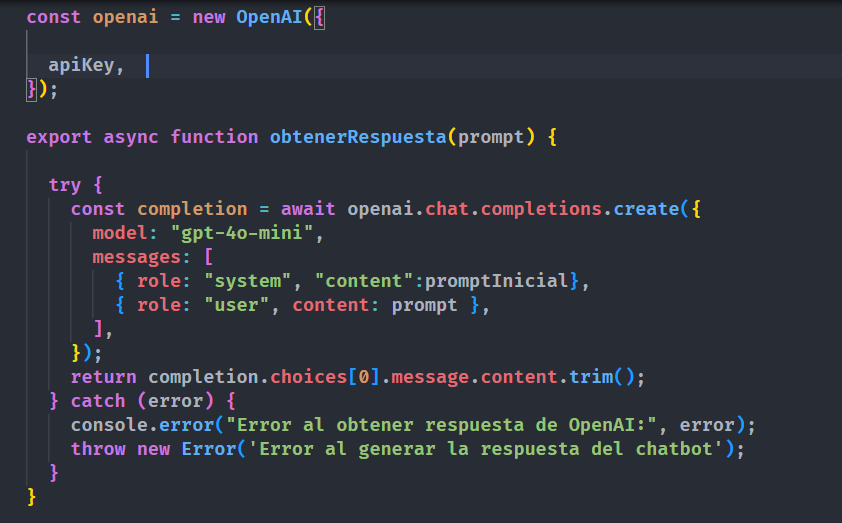 const openai = new OpenAI({
apiKey,
});
export async function obtenerRespuesta(prompt) {
try {
const completion = await openai.chat.completions.create({
model: "gpt-4o-mini",
messages: [
{ role: "system", "content":promptInicial},
{ role: "user", content: prompt },
],
});
return completion.choices[0].message.content.trim();
} catch (error) {
console.error("Error al obtener respuesta de OpenAI:", error);
throw new Error('Error al generar la respuesta del chatbot');
}
}